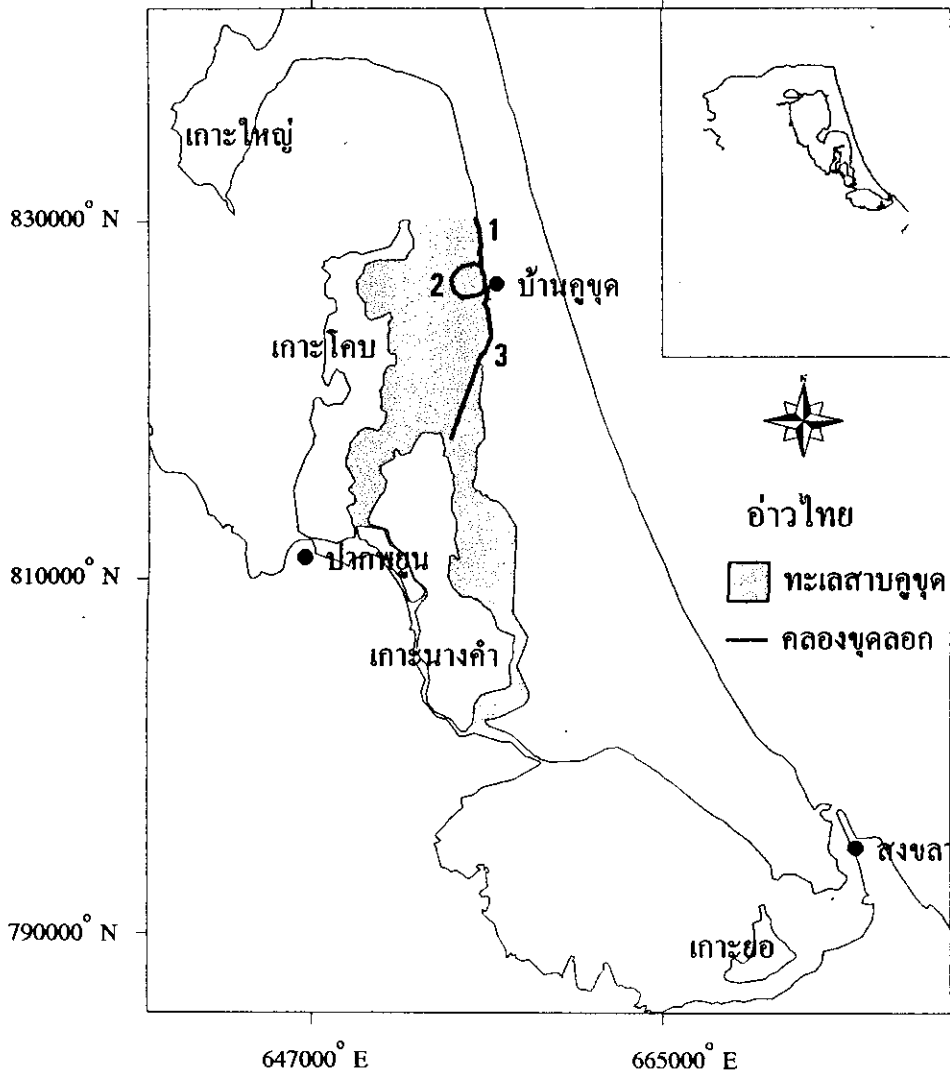 เกาะใหญ่
830000° N
1
2
บ้านคูขุด
เกาะโคบ
3
อ่าวไทย
ปากพยูน
810000° N
ทะเลสาบคูขุด
คลองขุดลอก
เกาะนางคำ
สงขลา
790000° N
เกาะยอ
647000° E
665000° E